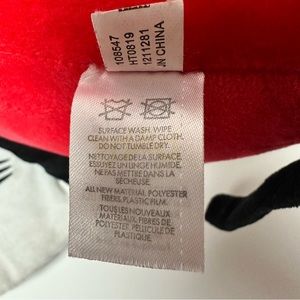 108547
HT0819
1211281
IN CHINA
SURFACE WASH. WIPE
CLEAN WITH A DAMP CLOTH.
DO NOT TUMBLE DRY.
NETTOYAGE DE LA SURFACE.
ESSUYEZ UN LINGE HUMIDE.
NE PAS METTRE DANS LA
SÉCHEUSE.
ALL NEW MATERIAL POLYESTER
FIBERS, PLASTIC FILM.
TOUS LES NOUVEAUX
MATERIAUX FIBRES DE
POLYESTER, PELLICULE DE
PLASTIQUE.